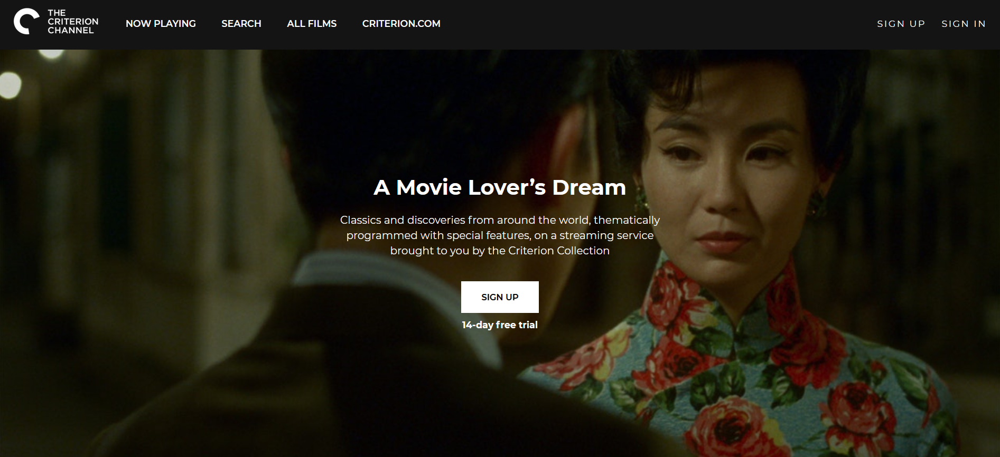 THE
CRITERION
CHANNEL
NOW PLAYING
SEARCH
ALL FILMS
CRITERION.COM
SIGN UP
SIGN IN
A Movie Lover’s Dream
Classics and discoveries from around the world, thematically
programmed with special features, on a streaming service
brought to you by the Criterion Collection
SIGN UP
14-day free trial